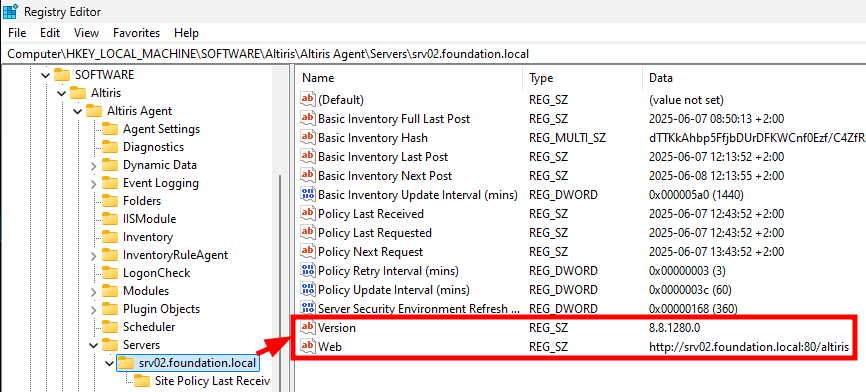 Registry Editor
File Edit View Favorites Help
Computer\HKEY_LOCAL_MACHINE\SOFTWARE\Altiris\Altiris Agent\Servers\srv02.foundation.local
SOFTWARE
Altiris
Altiris Agent
Agent Settings
Diagnostics
Dynamic Data
Event Logging
Folders
IISModule
Inventory
InventoryRuleAgent
LogonCheck
Modules
Plugin Objects
Scheduler
Servers
srv02.foundation.local
Site Policy Last Receiv
Name Type Data
(Default) REG_SZ (value not set)
Basic Inventory Full Last Post REG_SZ 2025-06-07 08:50:13 +2:00
Basic Inventory Hash REG_MULTI_SZ dTTKkAhbp5FfjbDUrDFKWCnf0Ezf/C4ZfR
Basic Inventory Last Post REG_SZ 2025-06-07 12:13:52 +2:00
Basic Inventory Next Post REG_SZ 2025-06-08 12:13:55 +2:00
Basic Inventory Update Interval (mins) REG_DWORD 0x000005a0 (1440)
Policy Last Received REG_SZ 2025-06-07 12:43:52 +2:00
Policy Last Requested REG_SZ 2025-06-07 12:43:52 +2:00
Policy Next Request REG_SZ 2025-06-07 13:43:52 +2:00
Policy Retry Interval (mins) REG_DWORD 0x00000003 (3)
Policy Update Interval (mins) REG_DWORD 0x0000003c (60)
Server Security Environment Refresh ... REG_DWORD 0x00000168 (360)
Version REG_SZ 8.8.1280.0
Web REG_SZ http://srv02.foundation.local:80/altiris